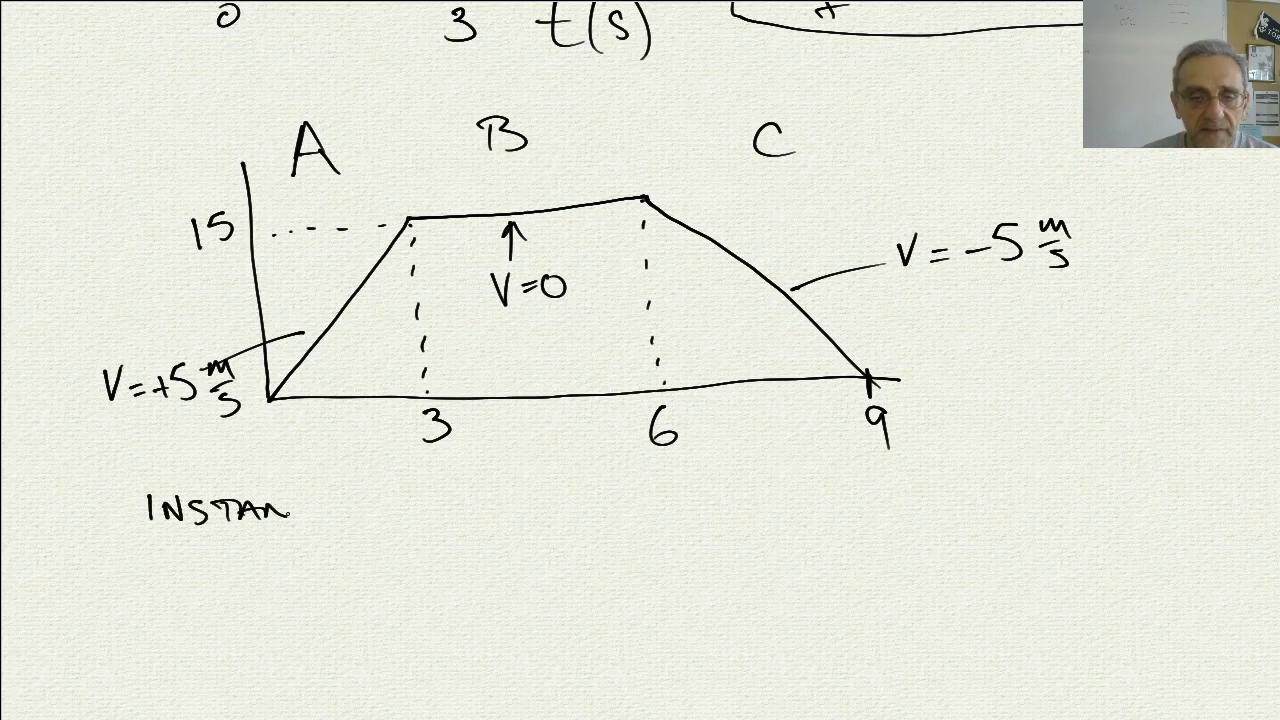 0 3 t(s)
A B C
15
V=0
V = -5 m/s
V=+5 m/s
3 6 9
INSTAN